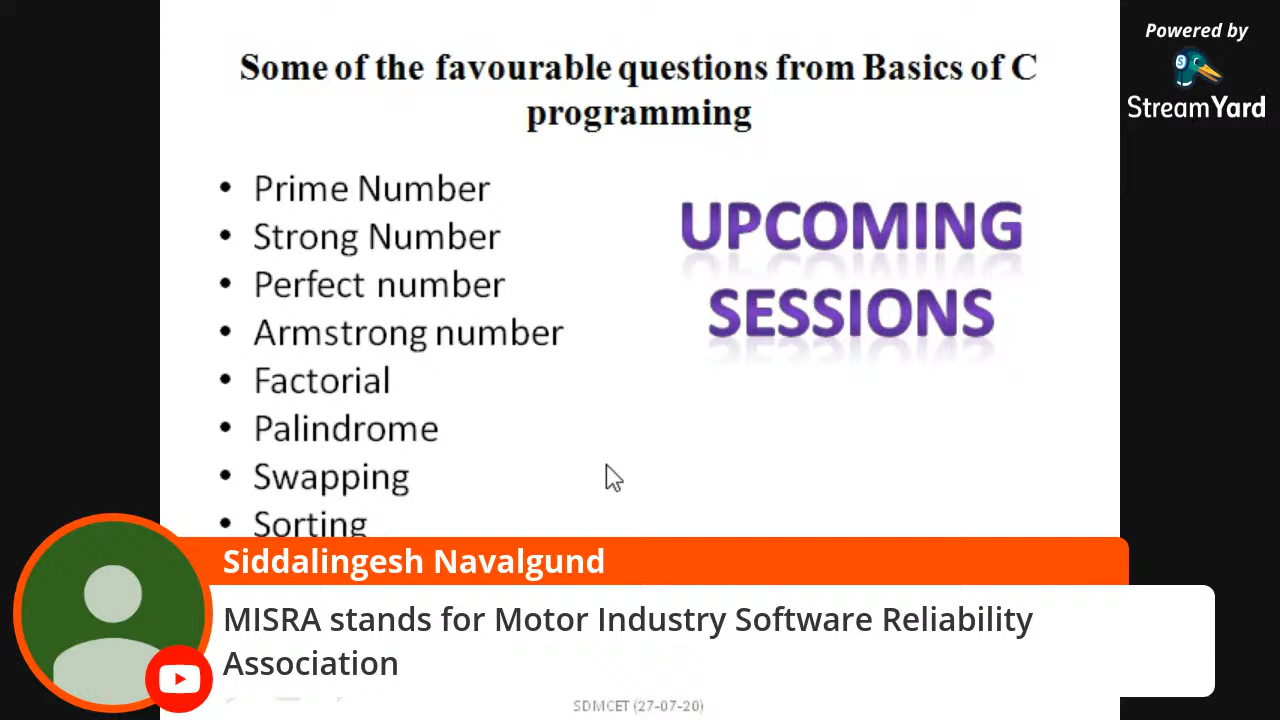 Some of the favourable questions from Basics of C
programming
Powered by
StreamYard
• Prime Number
• Strong Number
• Perfect number
• Armstrong number
• Factorial
• Palindrome
• Swapping
• Sorting
UPCOMING
SESSIONS
Siddalingesh Navalgund
MISRA stands for Motor Industry Software Reliability
Association
SDMCET (27-07-20)